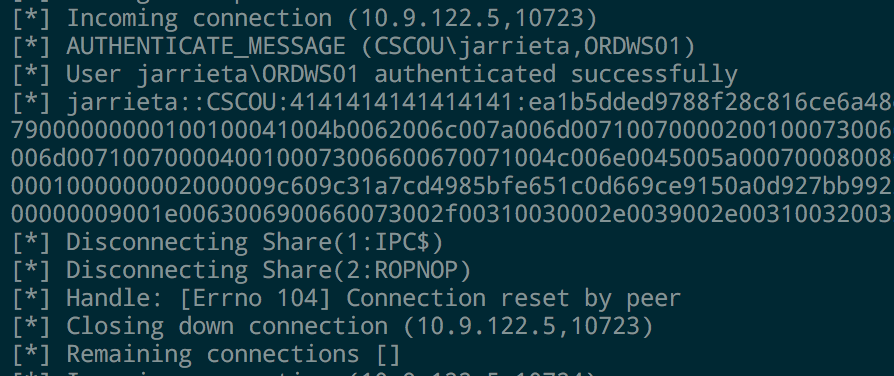 [*] Incoming connection (10.9.122.5,10723)
[*] AUTHENTICATE_MESSAGE (CSCOU\jarrieta,ORDWS01)
[*] User jarrieta\ORDWS01 authenticated successfully
[*] jarrieta::CSCOU:4141414141414141:ea1b5dded9788f28c816ce6a48
790000000000100100041004b0062006c007a006d00710070000200100073006
006d00710070000400100073006600670071004c006e0045005a00070008008
0001000000002000009c609c31a7cd4985bfe651c0d669ce9150a0d927bb992
00000009001e0063006900660073002f00310030002e0039002e00310032003
[*] Disconnecting Share(1:IPC$)
[*] Disconnecting Share(2:ROPNOP)
[*] Handle: [Errno 104] Connection reset by peer
[*] Closing down connection (10.9.122.5,10723)
[*] Remaining connections []